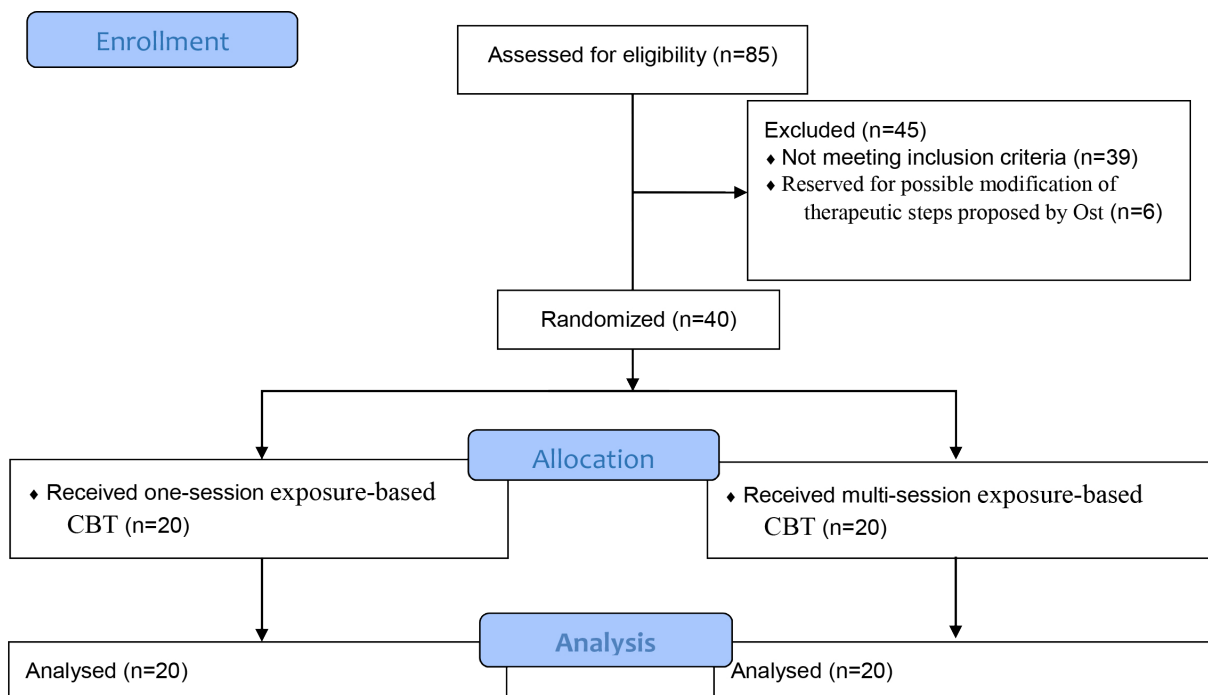 Enrollment
Assessed for eligibility (n=85)
Excluded (n=45)
♦ Not meeting inclusion criteria (n=39)
♦ Reserved for possible modification of
therapeutic steps proposed by Ost (n=6)
Randomized (n=40)
Allocation
♦ Received one-session exposure-based
CBT (n=20)
♦ Received multi-session exposure-based
CBT (n=20)
Analysis
Analysed (n=20)
Analysed (n=20)